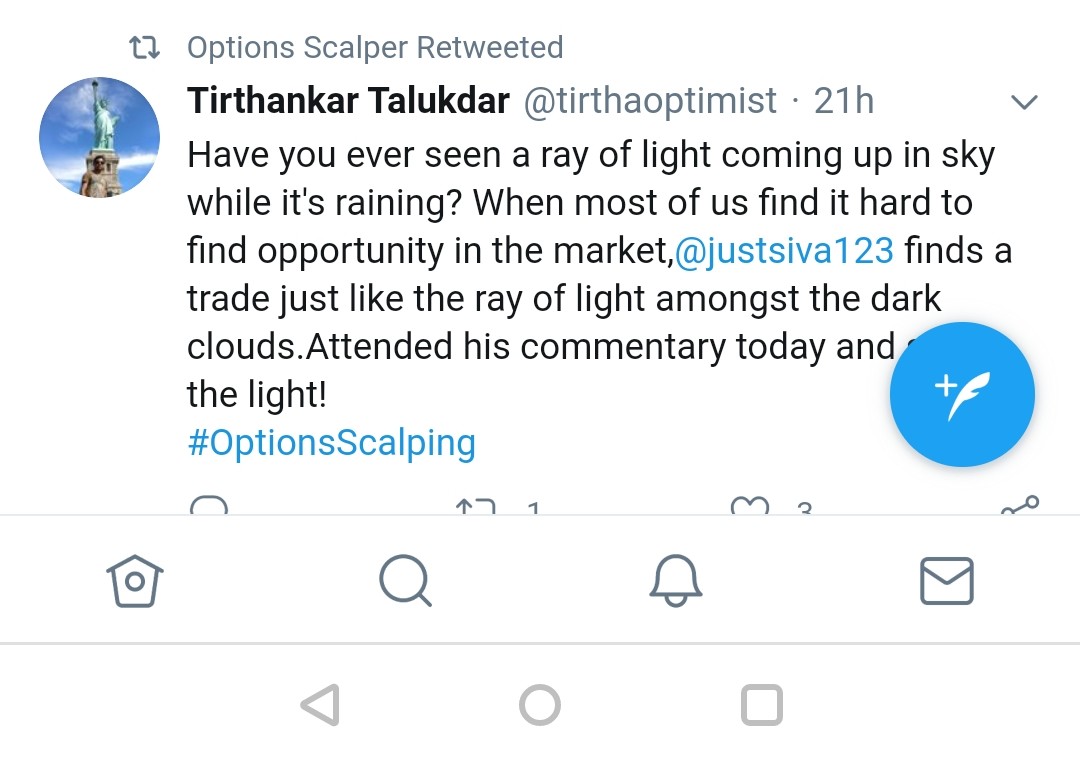 Options Scalper Retweeted
Tirthankar Talukdar @tirthaoptimist · 21h
Have you ever seen a ray of light coming up in sky
while it's raining? When most of us find it hard to
find opportunity in the market,@justsiva123 finds a
trade just like the ray of light amongst the dark
clouds.Attended his commentary today and
the light!
#OptionsScalping
1 3